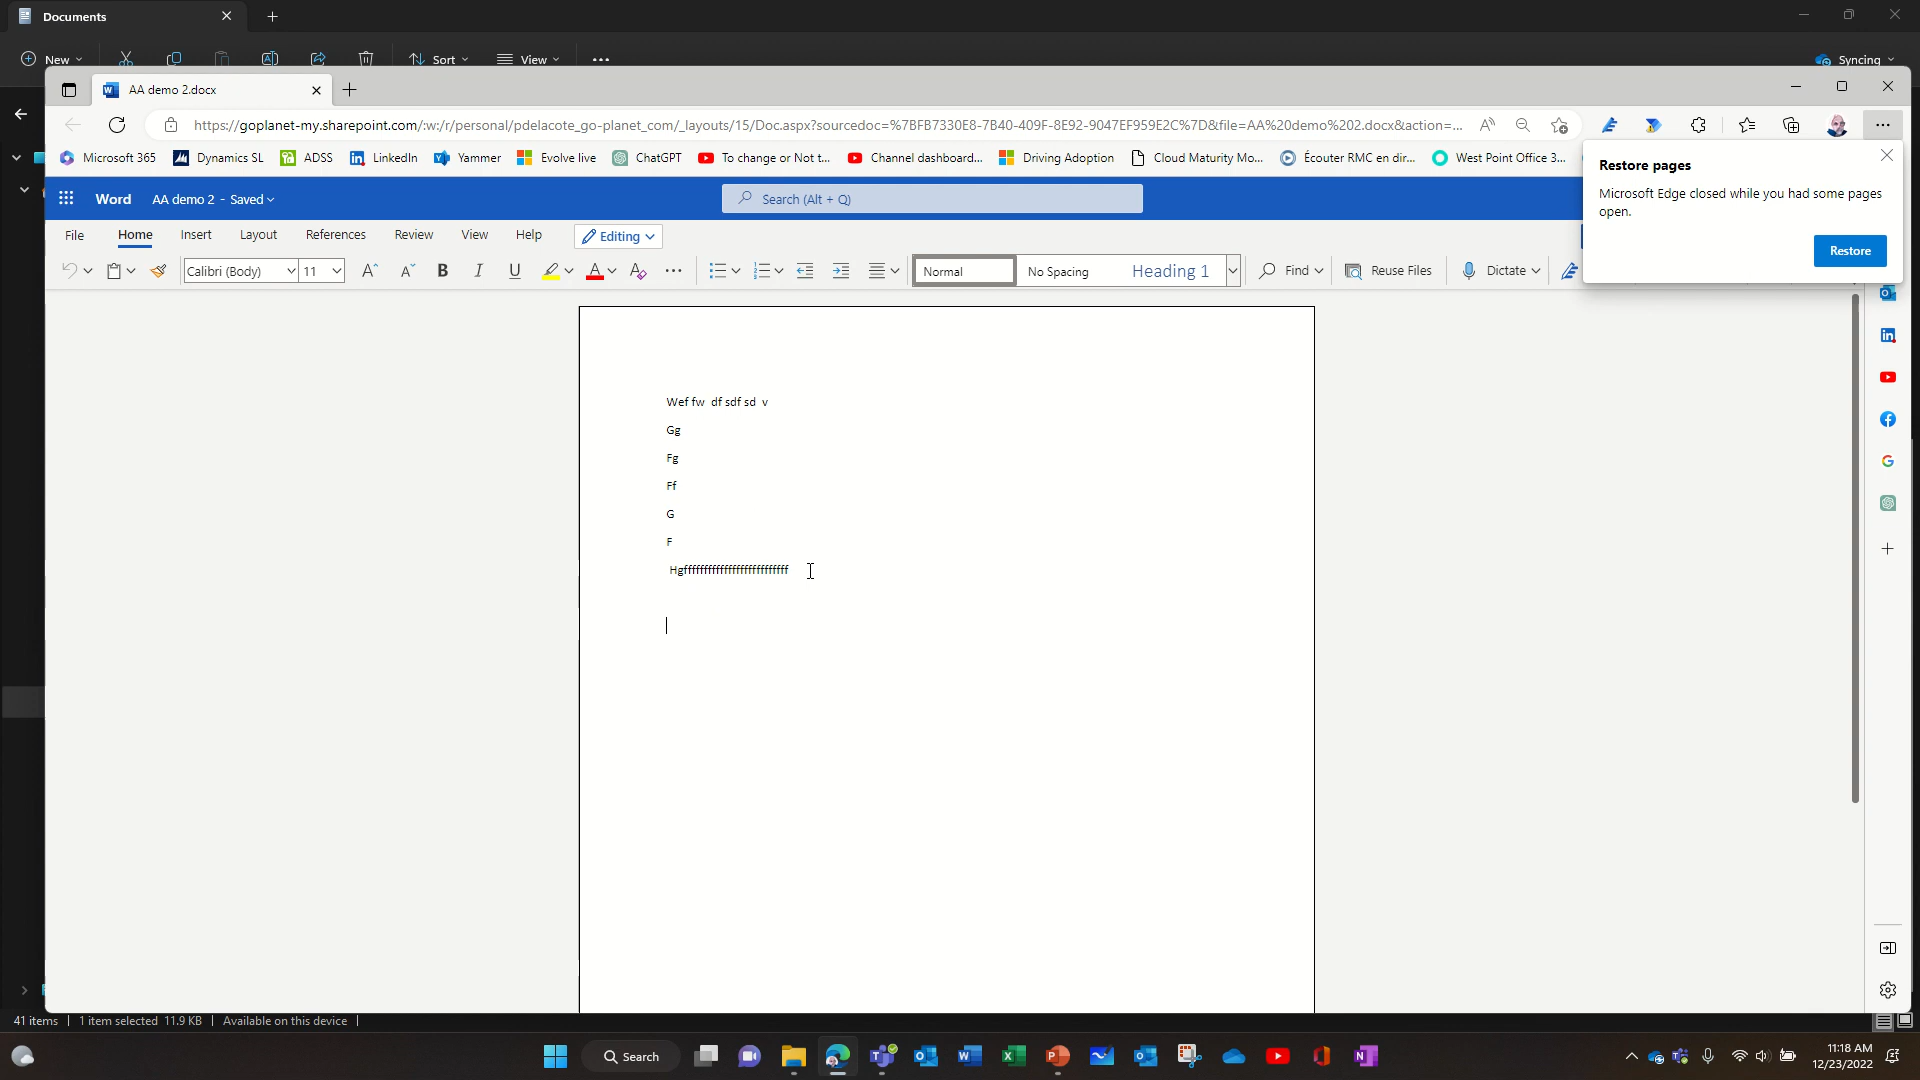 Documents
New
Sort
View
Syncing
AA demo 2.docx
https://goplanet-my.sharepoint.com/:w:/r/personal/pdelacote_go-planet_com/_layouts/15/Doc.aspx?sourcedoc=%7BFB7330E8-7B40-409F-8E92-9047EF959E2C%7D&file=AA%20demo%202.docx&action=...
Microsoft 365 Dynamics SL ADSS LinkedIn Yammer Evolve live ChatGPT To change or Not t... Channel dashboard... Driving Adoption Cloud Maturity Mo... Écouter RMC en dir... West Point Office 3...
Restore pages
Microsoft Edge closed while you had some pages
open.
Restore
Word AA demo 2 - Saved
Search (Alt + Q)
File Home Insert Layout References Review View Help Editing
Calibri (Body) 11 Normal No Spacing Heading 1 Find Reuse Files Dictate
Wef fw df sdf sd v
Gg
Fg
Ff
G
F
Hgffffffffffffffffffffffffff
41 items 1 item selected 11.9 KB Available on this device
Search
11:18 AM
12/23/2022